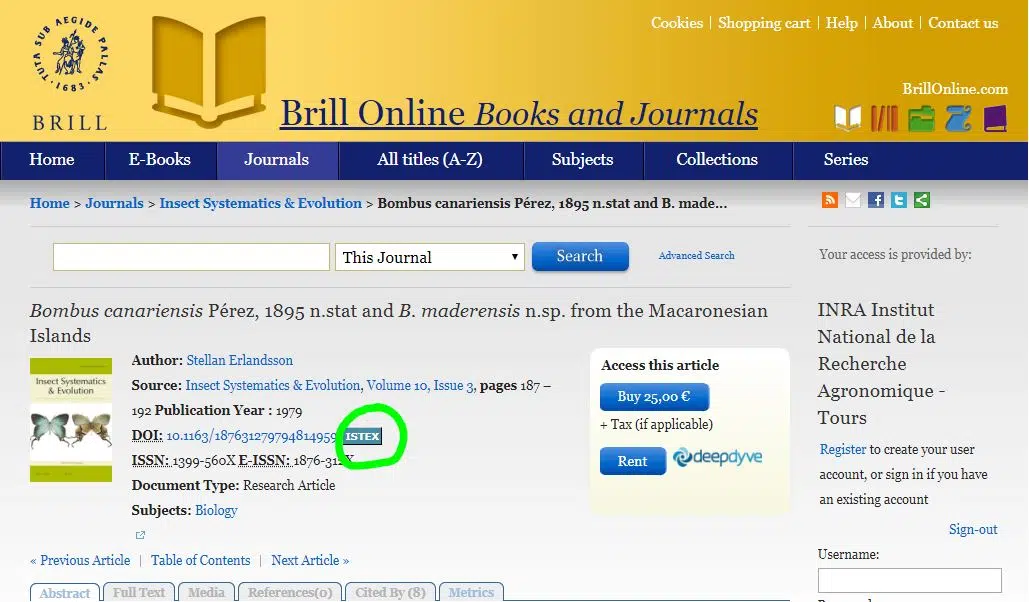 TUTA SUB AEGIDE PALLAS · 1683 ·
BRILL
Cookies | Shopping cart | Help | About | Contact us
BrillOnline.com
Brill Online Books and Journals
Home E-Books Journals All titles (A-Z) Subjects Collections Series
Home > Journals > Insect Systematics & Evolution > Bombus canariensis Pérez, 1895 n.stat and B. made...
This Journal Search Advanced Search
Bombus canariensis Pérez, 1895 n.stat and B. maderensis n.sp. from the Macaronesian
Islands
Insect Systematics
& Evolution
Author: Stellan Erlandsson
Source: Insect Systematics & Evolution, Volume 10, Issue 3, pages 187 –
192 Publication Year : 1979
DOI: 10.1163/187631279794814959 ISTEX
ISSN: 1399-560X E-ISSN: 1876-312X
Document Type: Research Article
Subjects: Biology
Access this article
Buy 25,00 €
+ Tax (if applicable)
Rent deepdyve
« Previous Article | Table of Contents | Next Article »
Abstract Full Text Media References(0) Cited By (8) Metrics
Your access is provided by:
INRA Institut
National de la
Recherche
Agronomique -
Tours
Register to create your user
account, or sign in if you have
an existing account
Sign-out
Username: